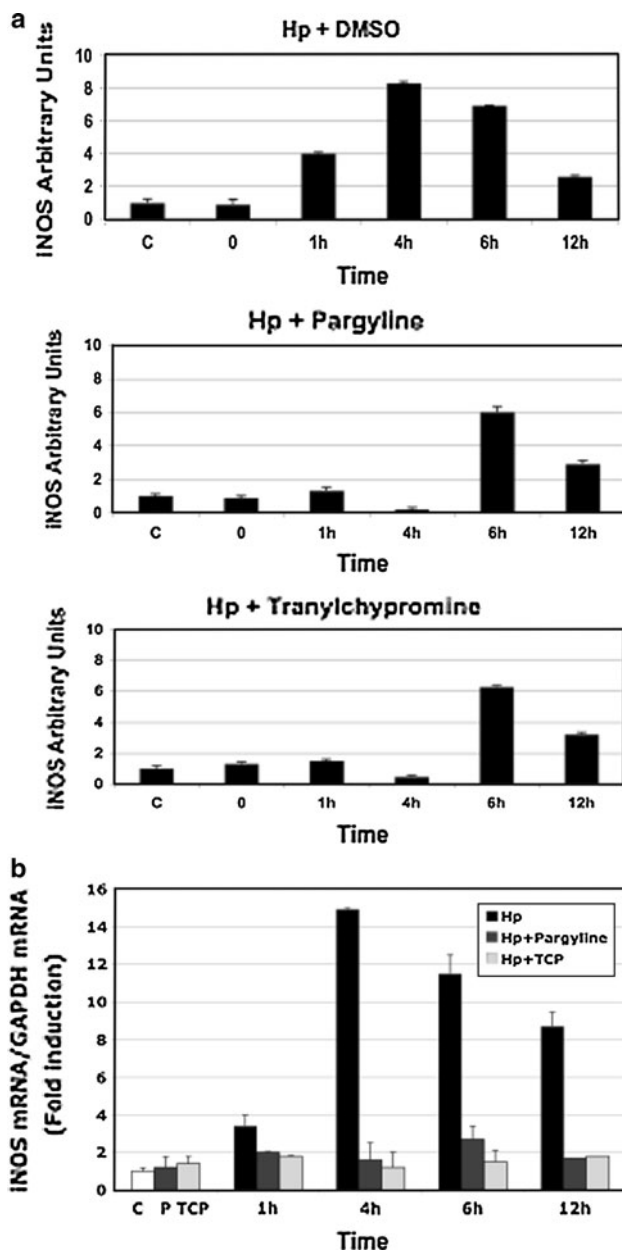 a
Hp + DMSO
iNOS Arbitrary Units
10
8
6
4
2
0
C 0 1h 4h 6h 12h
Time
Hp + Pargyline
iNOS Arbitrary Units
10
8
6
4
2
0
C 0 1h 4h 6h 12h
Time
Hp + Tranylchypromine
iNOS Arbitrary Units
10
8
6
4
2
0
C 0 1h 4h 6h 12h
Time
b
iNOS mRNA/GAPDH mRNA
(Fold induction)
16
14
12
10
8
6
4
2
0
Hp
Hp+Pargyline
Hp+TCP
C P TCP 1h 4h 6h 12h
Time